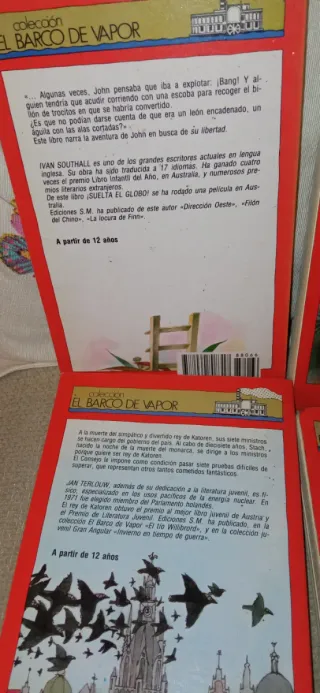 colección
EL BARCO DE VAPOR
«... Algunas veces, John pensaba que iba a explotar: ¡Bang! Y al-
guien tendría que acudir corriendo con una escoba para recoger el bi-
llón de trocitos en que se habría convertido.
¿Es que no podían darse cuenta de que era un león encadenado, un
águila con las alas cortadas?»
Este libro narra la aventura de John en busca de su libertad.
IVAN SOUTHALL es uno de los grandes escritores actuales en lengua
inglesa. Su obra ha sido traducida a 17 idiomas. Ha ganado cuatro
veces el premio Libro Infantil del Año, en Australia, y numerosos pre-
mios literarios extranjeros.
De este libro ¡SUELTA EL GLOBO! se ha rodado una película en Aus-
tralia.
Ediciones S.M. ha publicado de este autor «Dirección Oeste», «Filón
del Chino», «La locura de Finn».
A partir de 12 años
colección
EL BARCO DE VAPOR
A la muerte del simpático y divertido rey de Katoren, sus siete ministros
se hacen cargo del gobierno del país. Al cabo de diecisiete años, Stach,
nacido la noche de la muerte del monarca, se dirige a los ministros
porque quiere ser rey de Katoren.
El Consejo le impone como condición pasar siete pruebas difíciles de
superar, que representan otros tantos cometidos fantásticos.
JAN TERLOUW, además de su dedicación a la literatura juvenil, es fí-
sico, especializado en los usos pacíficos de la energía nuclear. En
1971 fue elegido miembro del Parlamento holandés.
El rey de Katoren obtuvo el premio al mejor libro juvenil de Austria y
el Premio de Literatura Juvenil. Ediciones S.M. ha publicado, en la
colección El Barco de Vapor «El tío Willibrord», y en la colección ju-
venil Gran Angular «Invierno en tiempo de guerra».
A partir de 12 años